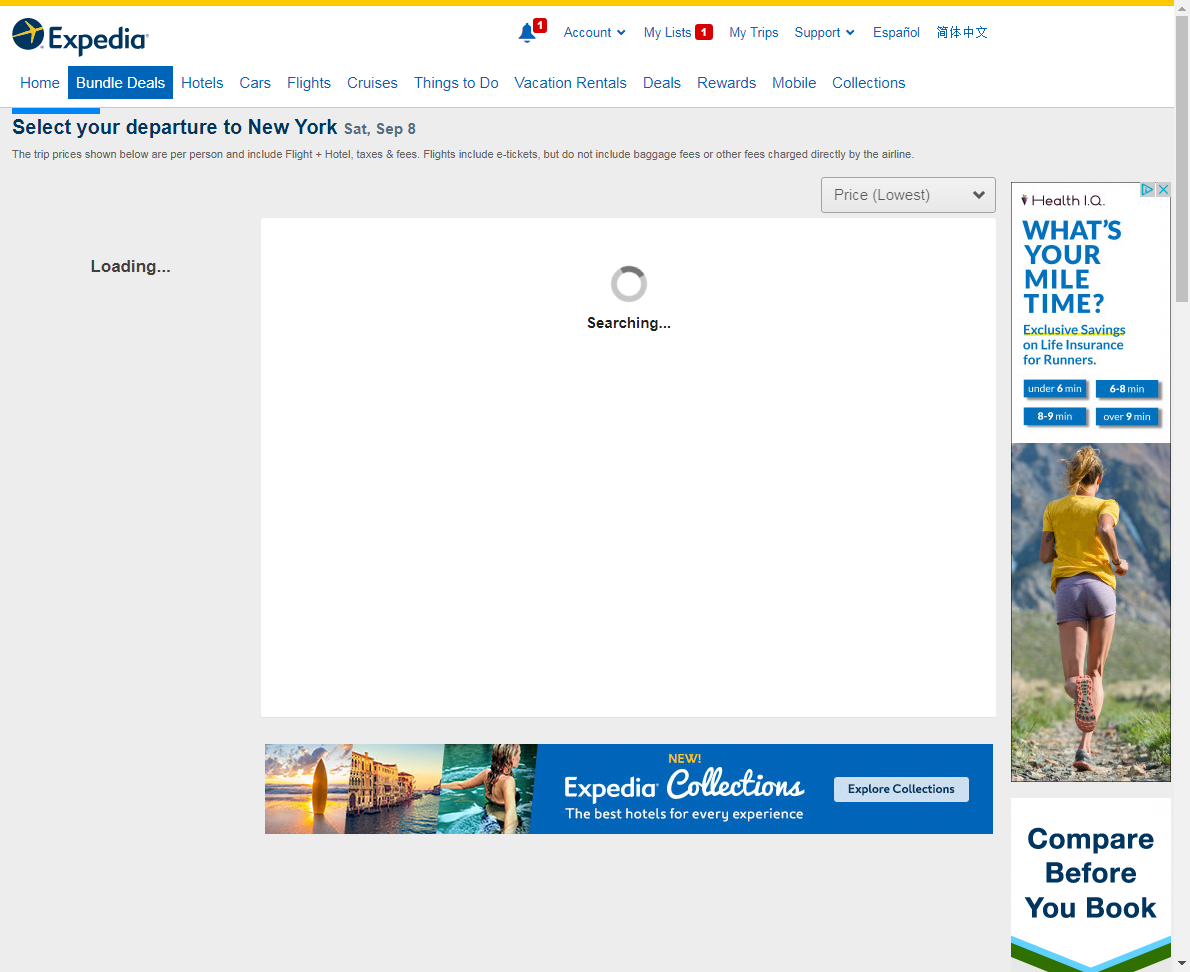 Expedia
1
Account
My Lists 1
My Trips
Support
Español
简体中文
Home
Bundle Deals
Hotels
Cars
Flights
Cruises
Things to Do
Vacation Rentals
Deals
Rewards
Mobile
Collections
Select your departure to New York Sat, Sep 8
The trip prices shown below are per person and include Flight + Hotel, taxes & fees. Flights include e-tickets, but do not include baggage fees or other fees charged directly by the airline.
Price (Lowest)
Loading...
Searching...
Health I.Q.
WHAT'S
YOUR
MILE
TIME?
Exclusive Savings
on Life Insurance
for Runners.
under 6 min
6-8 min
8-9 min
over 9 min
NEW!
Expedia Collections
The best hotels for every experience
Explore Collections
Compare
Before
You Book